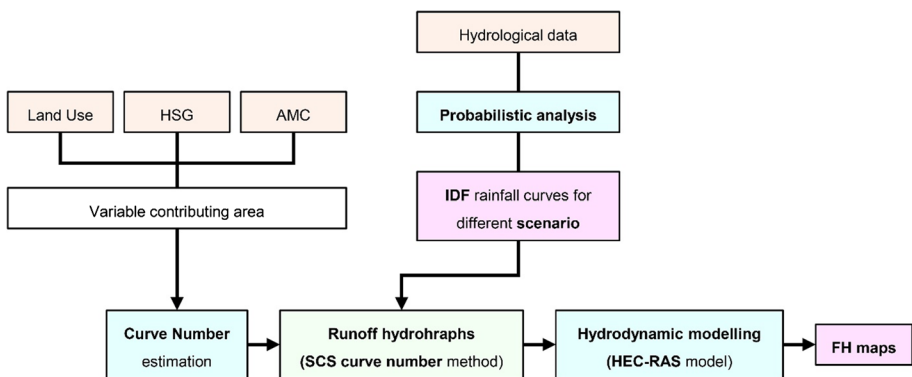 Hydrological data
Land Use
HSG
AMC
Probabilistic analysis
IDF rainfall curves for
different scenario
Variable contributing area
Curve Number
estimation
Runoff hydrohraphs
(SCS curve number method)
Hydrodynamic modelling
(HEC-RAS model)
FH maps